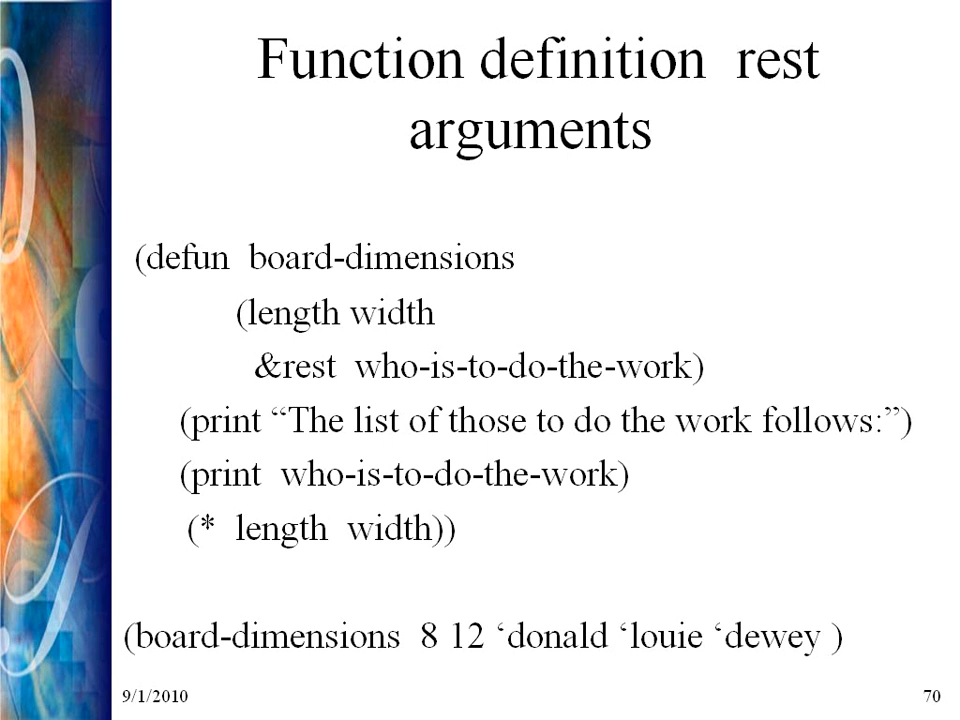 Function definition rest
arguments
(defun board-dimensions
(length width
&rest who-is-to-do-the-work)
(print “The list of those to do the work follows:”)
(print who-is-to-do-the-work)
(* length width))
(board-dimensions 8 12 ‘donald ‘louie ‘dewey )
9/1/2010
70